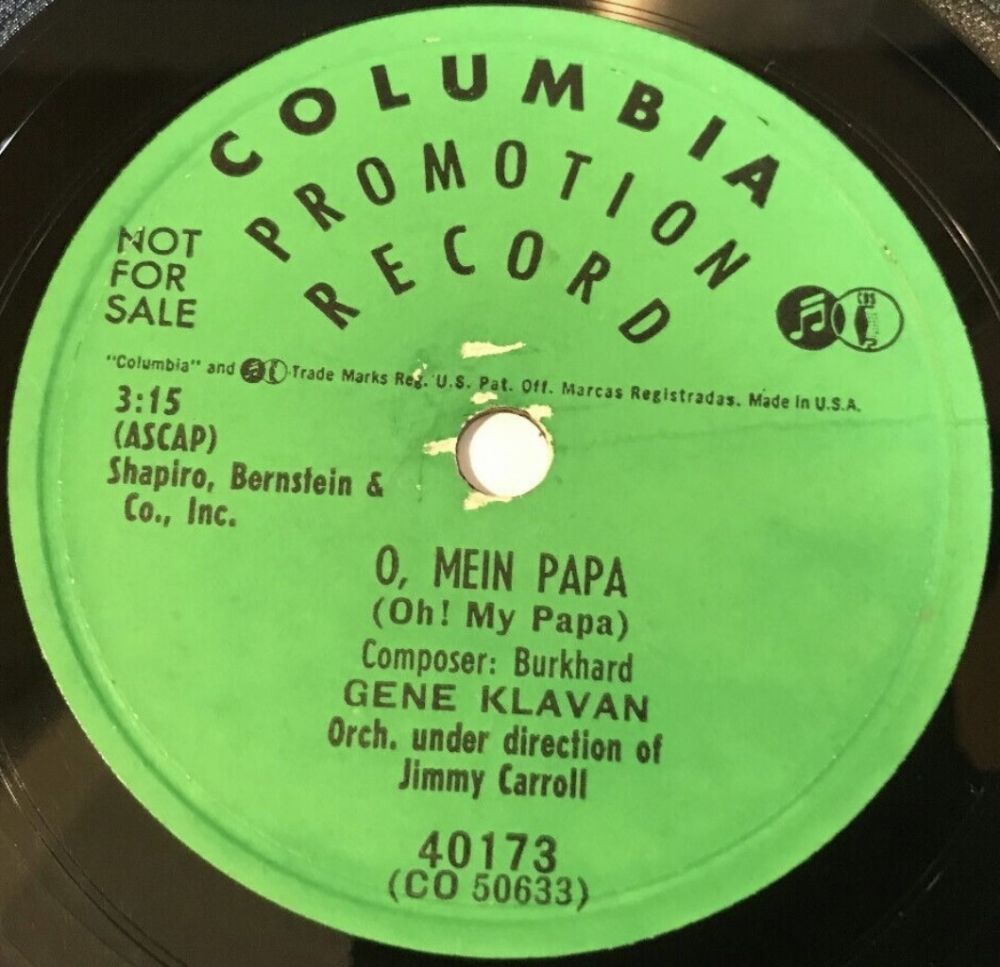 COLUMBIA
PROMOTION
RECORD
NOT
FOR
SALE
CBS
"Columbia" and Trade Marks Reg. U.S. Pat. Off. Marcas Registradas. Made in U.S.A.
3:15
(ASCAP)
Shapiro, Bernstein &
Co., Inc.
O, MEIN PAPA
(Oh! My Papa)
Composer: Burkhard
GENE KLAVAN
Orch. under direction of
Jimmy Carroll
40173
(CO 50633)